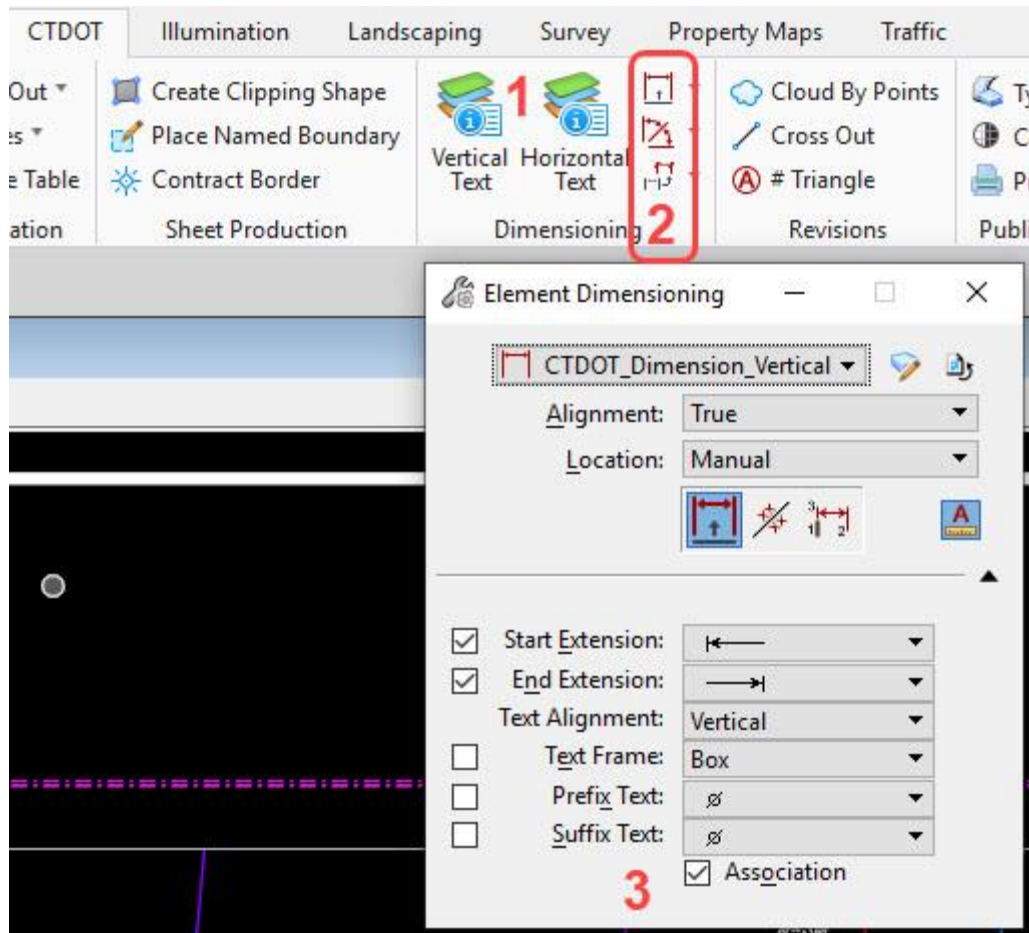 CTDOT Illumination Landscaping Survey Property Maps Traffic
Out Create Clipping Shape 1 Cloud By Points
Place Named Boundary Cross Out
Vertical Text Horizontal Text
Table Contract Border # Triangle
Sheet Production Dimensioning 2 Revisions
Element Dimensioning
CTDOT_Dimension_Vertical
Alignment: True
Location: Manual
Start Extension:
End Extension:
Text Alignment: Vertical
Text Frame: Box
Prefix Text: ø
Suffix Text: ø
3 Association